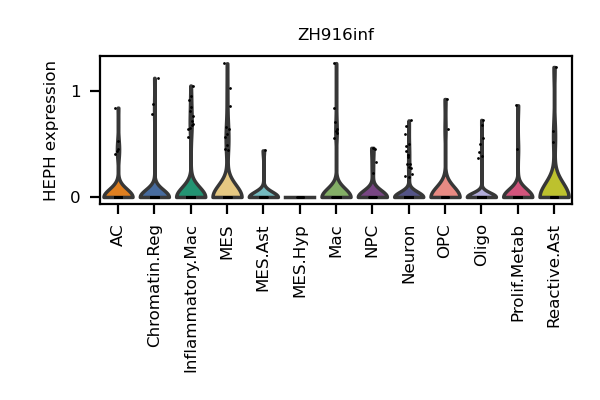 ZH916inf
HEPH expression
1
0
AC
Chromatin.Reg
Inflammatory.Mac
MES
MES.Ast
MES.Hyp
Mac
NPC
Neuron
OPC
Oligo
Prolif.Metab
Reactive.Ast